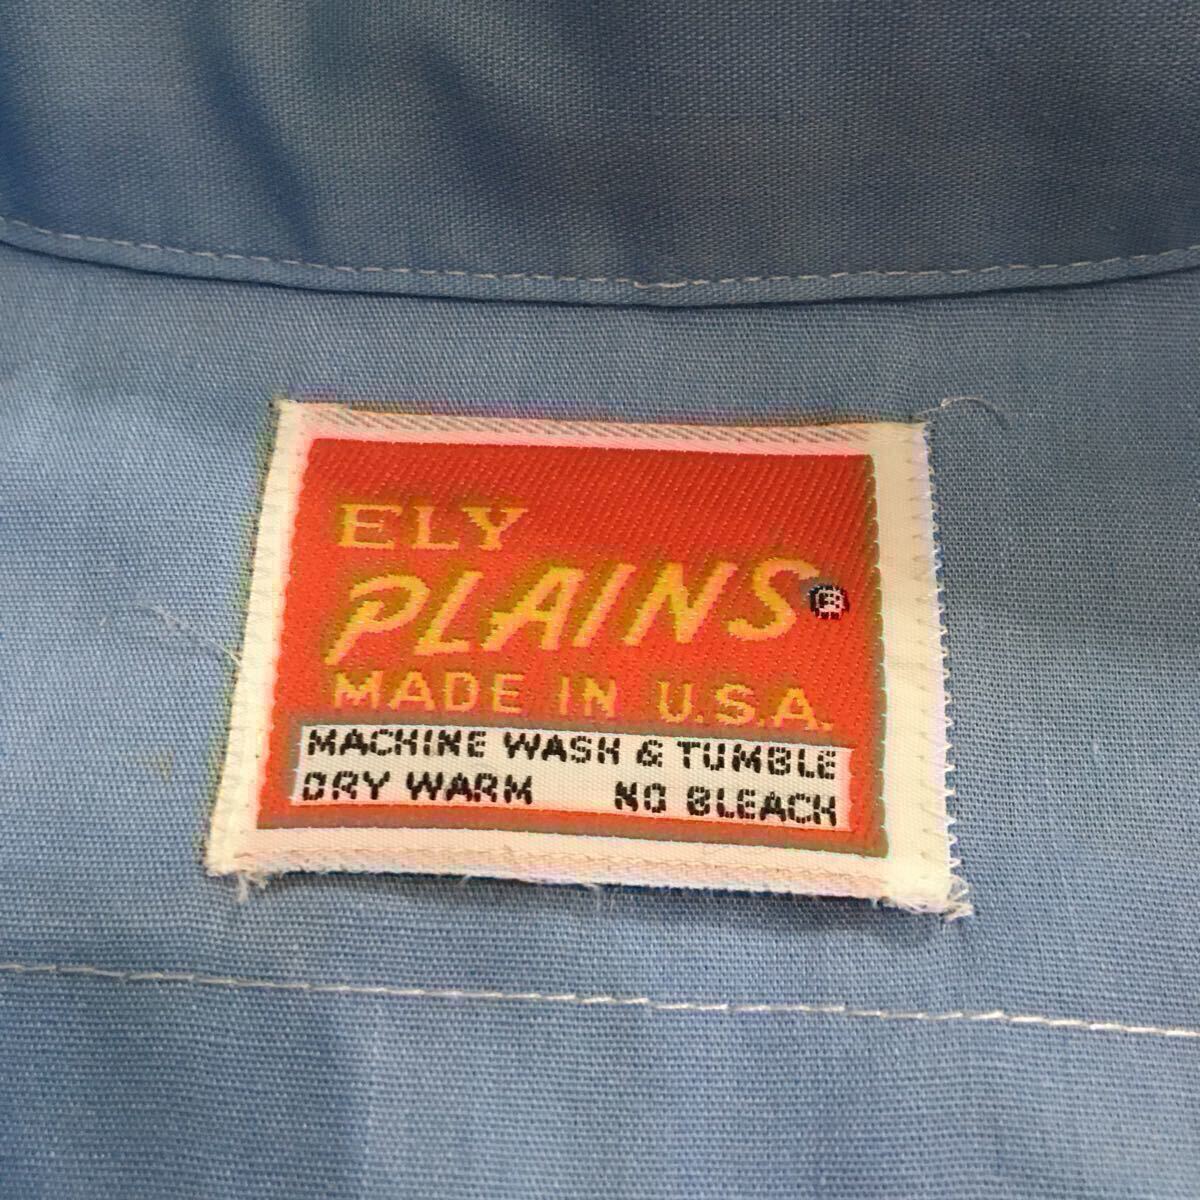 ELY
PLAINS®
MADE IN U.S.A.
MACHINE WASH & TUMBLE
DRY WARM NO BLEACH